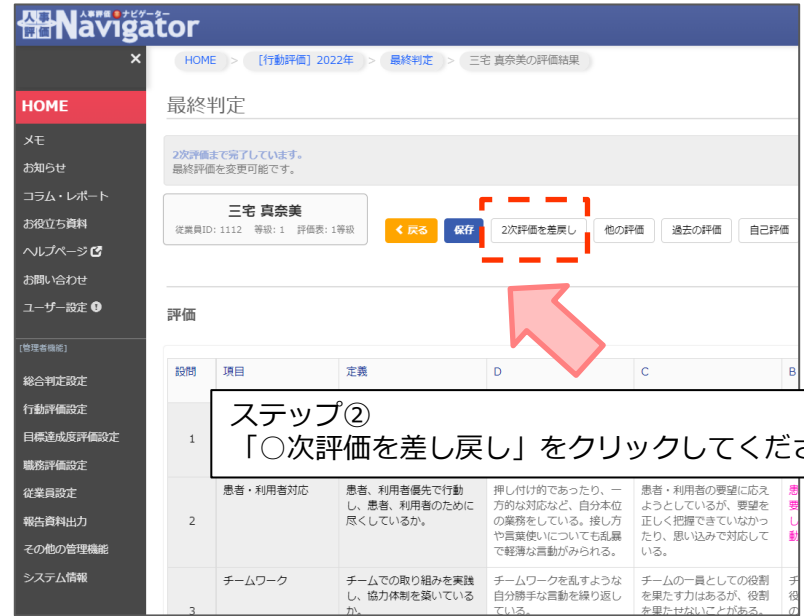 人事評価ナビゲーター
Navigator
×
HOME > [行動評価] 2022年 > 最終判定 > 三宅 真奈美の評価結果
HOME
最終判定
メモ
お知らせ
コラム・レポート
お役立ち資料
ヘルプページ
お問い合わせ
ユーザー設定
[管理者機能]
総合判定設定
行動評価設定
目標達成度評価設定
職務評価設定
従業員設定
報告資料出力
その他の管理機能
システム情報
2次評価まで完了しています。
最終評価を変更可能です。
三宅 真奈美
従業員ID: 1112 等級: 1 評価表: 1等級
戻る 保存 2次評価を差戻し 他の評価 過去の評価 自己評価
評価
設問 項目 定義 D C B
1
ステップ②
「○次評価を差し戻し」をクリックしてくださ
2
患者・利用者対応
患者、利用者優先で行動
し、患者、利用者のために
尽くしているか。
押し付け的であったり、一
方的な対応など、自分本位
の業務をしている。接し方
や言葉使いについても乱暴
で軽薄な言動がみられる。
患者・利用者の要望に応え
ようとしているが、要望を
正しく把握できていなかっ
たり、思い込みで対応して
いる。
患
要
し
動
3
チームワーク
チームでの取り組みを実践
し、協力体制を築いている
か。
チームワークを乱すような
自分勝手な言動を繰り返し
ている。
チームの一員としての役割
を果たす力はあるが、役割
を果たせないことがある。
チ
役
の